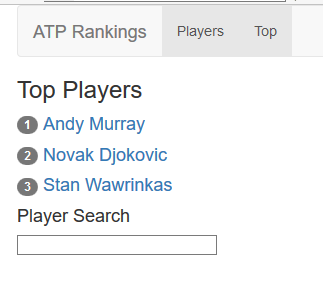 ATP Rankings Players Top
Top Players
1 Andy Murray
2 Novak Djokovic
3 Stan Wawrinkas
Player Search